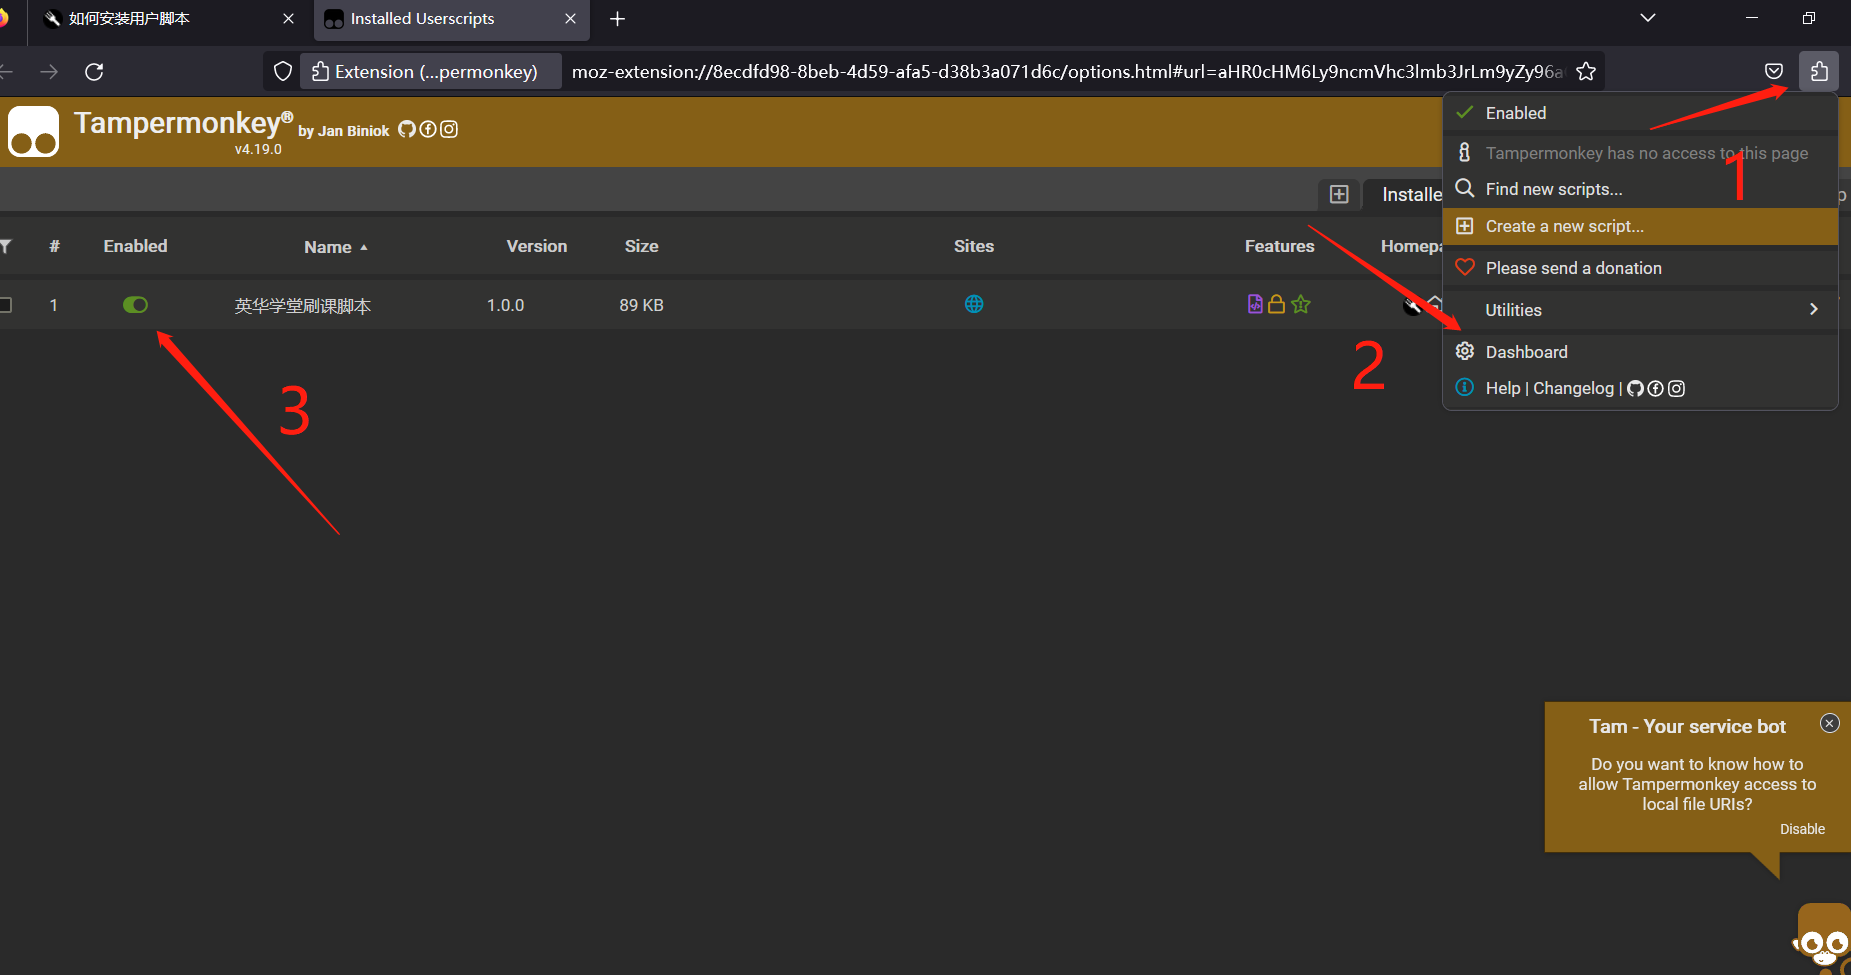 如何安装用户脚本
Installed Userscripts
Extension (...permonkey)
moz-extension://8ecdfd98-8beb-4d59-afa5-d38b3a071d6c/options.html#url=aHR0cHM6Ly9ncmVhc3lmb3JrLm9yZy96a
Tampermonkey® by Jan Biniok
v4.19.0
Enabled
Tampermonkey has no access to this page
1
Find new scripts...
Create a new script...
Please send a donation
Utilities
Dashboard
Help | Changelog |
Installe
p
# Enabled Name Version Size Sites Features Homepa
1 英华学堂刷课脚本 1.0.0 89 KB
2
3
Tam - Your service bot
Do you want to know how to
allow Tampermonkey access to
local file URIs?
Disable